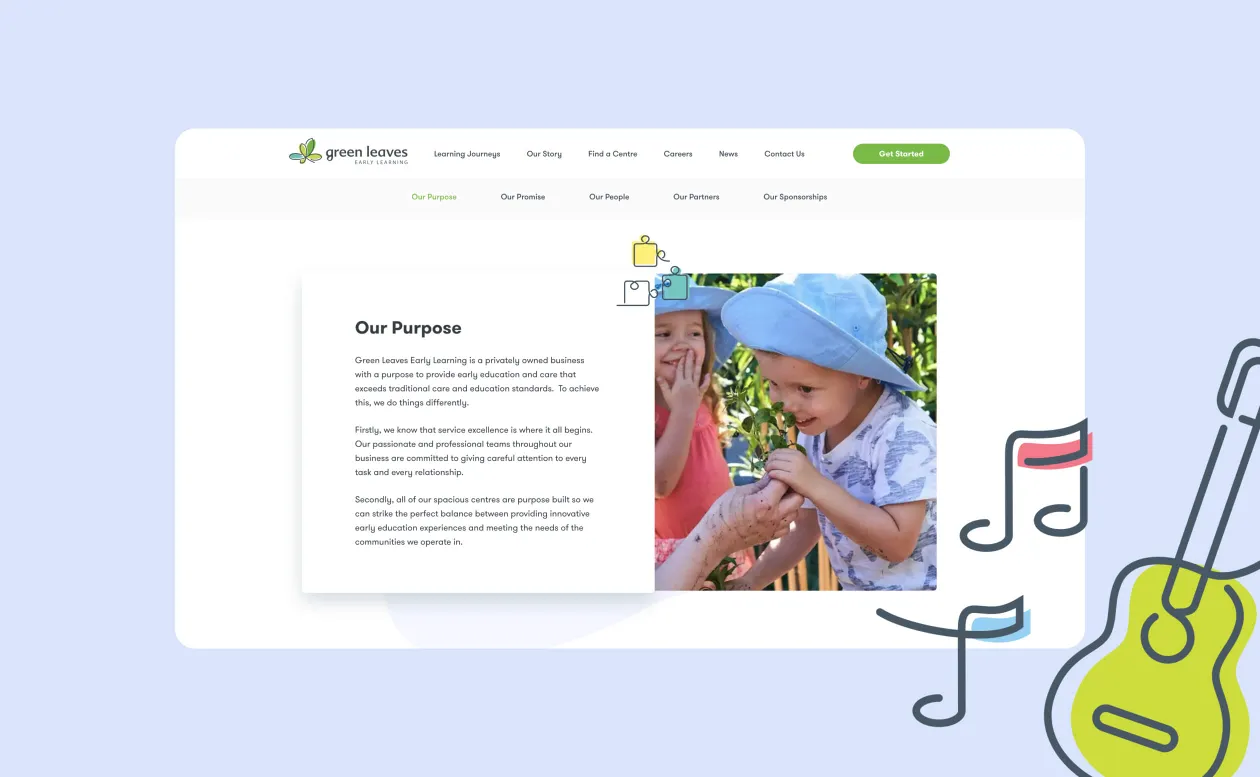 green leaves
EARLY LEARNING
Learning Journeys
Our Story
Find a Centre
Careers
News
Contact Us
Get Started
Our Purpose
Our Promise
Our People
Our Partners
Our Sponsorships
Our Purpose
Green Leaves Early Learning is a privately owned business
with a purpose to provide early education and care that
exceeds traditional care and education standards.  To achieve
this, we do things differently.
Firstly, we know that service excellence is where it all begins.
Our passionate and professional teams throughout our
business are committed to giving careful attention to every
task and every relationship.
Secondly, all of our spacious centres are purpose built so we
can strike the perfect balance between providing innovative
early education experiences and meeting the needs of the
communities we operate in.